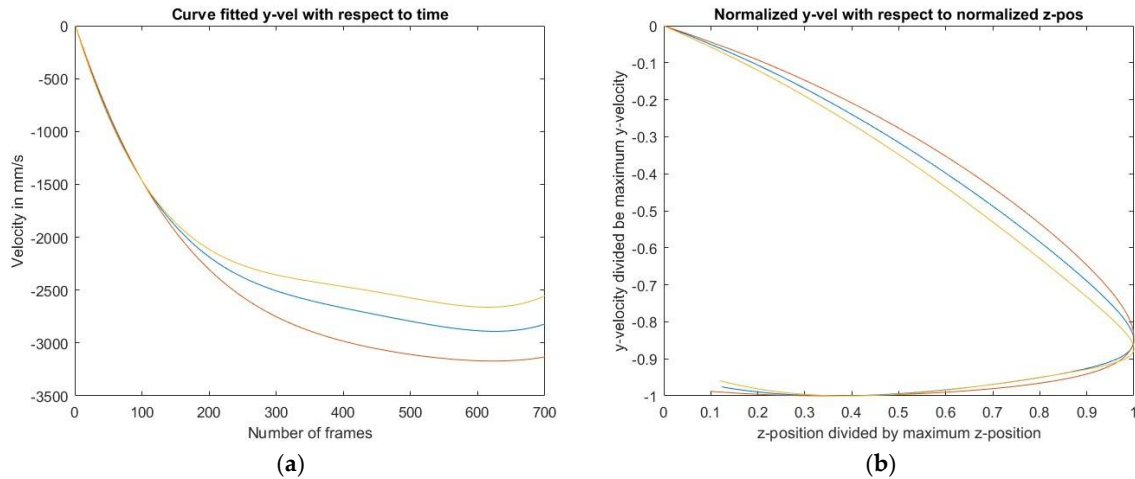 Curve fitted y-vel with respect to time
0
-500
-1000
-1500
-2000
-2500
-3000
-3500
Velocity in mm/s
0 100 200 300 400 500 600 700
Number of frames
(a)
Normalized y-vel with respect to normalized z-pos
0
-0.1
-0.2
-0.3
-0.4
-0.5
-0.6
-0.7
-0.8
-0.9
-1
y-velocity divided be maximum y-velocity
0 0.1 0.2 0.3 0.4 0.5 0.6 0.7 0.8 0.9 1
z-position divided by maximum z-position
(b)